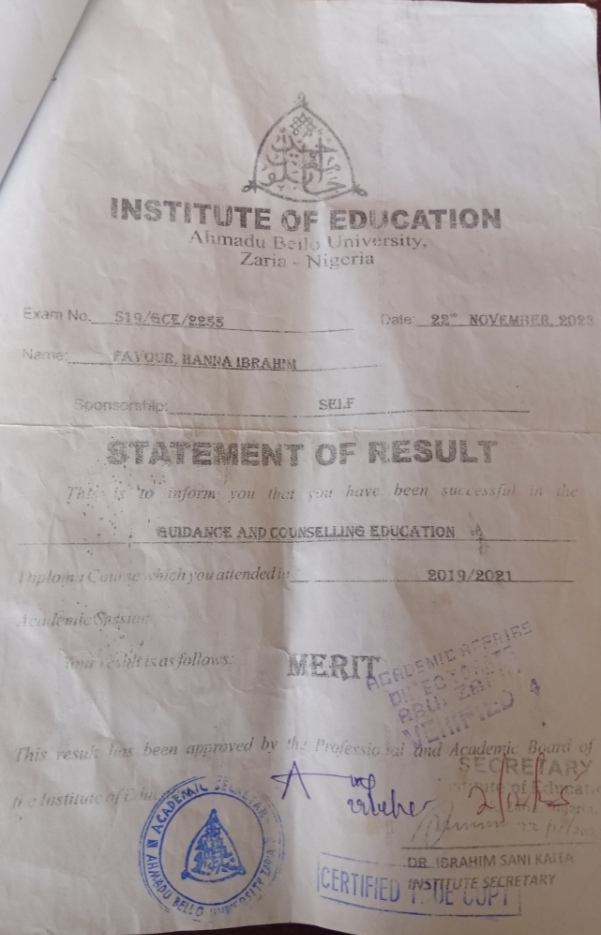 INSTITUTE OF EDUCATION
Ahmadu Bello University,
Zaria - Nigeria
Exam No. S19/GCE/2255 Date: 22ⁿᵈ NOVEMBER, 2023
Name: FAVOUR, HANNA IBRAHIM
Sponsorship: SELF
STATEMENT OF RESULT
This is to inform you that you have been successful in the
GUIDANCE AND COUNSELLING EDUCATION
Diploma Course which you attended in 2019/2021
Academic Session
Your result is as follows: MERIT
ACADEMIC AFFAIRS
DIRECTORATE
ABU, ZARIA
VERIFIED 4
This result has been approved by the Professional and Academic Board of
the Institute of
SECRETARY
Institute of Education
DR. IBRAHIM SANI KAITA
INSTITUTE SECRETARY
CERTIFIED TRUE COPY
ACADEMIC SECRETARY
AHMADU BELLO UNIVERSITY ZARIA